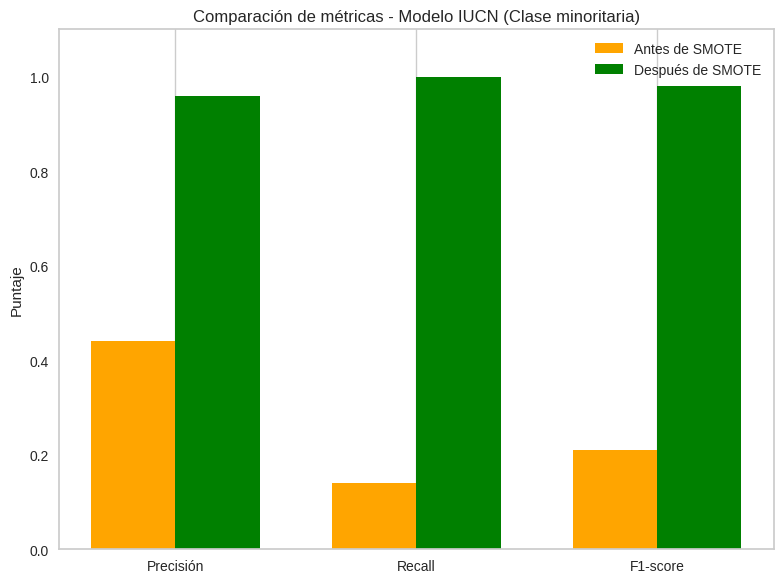 Comparación de métricas - Modelo IUCN (Clase minoritaria)
Antes de SMOTE
Después de SMOTE
Puntaje
1.0
0.8
0.6
0.4
0.2
0.0
Precisión
Recall
F1-score